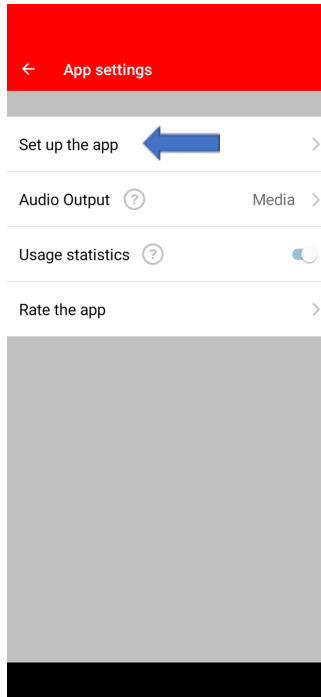 App settings
Set up the app
Audio Output ? Media
Usage statistics ?
Rate the app